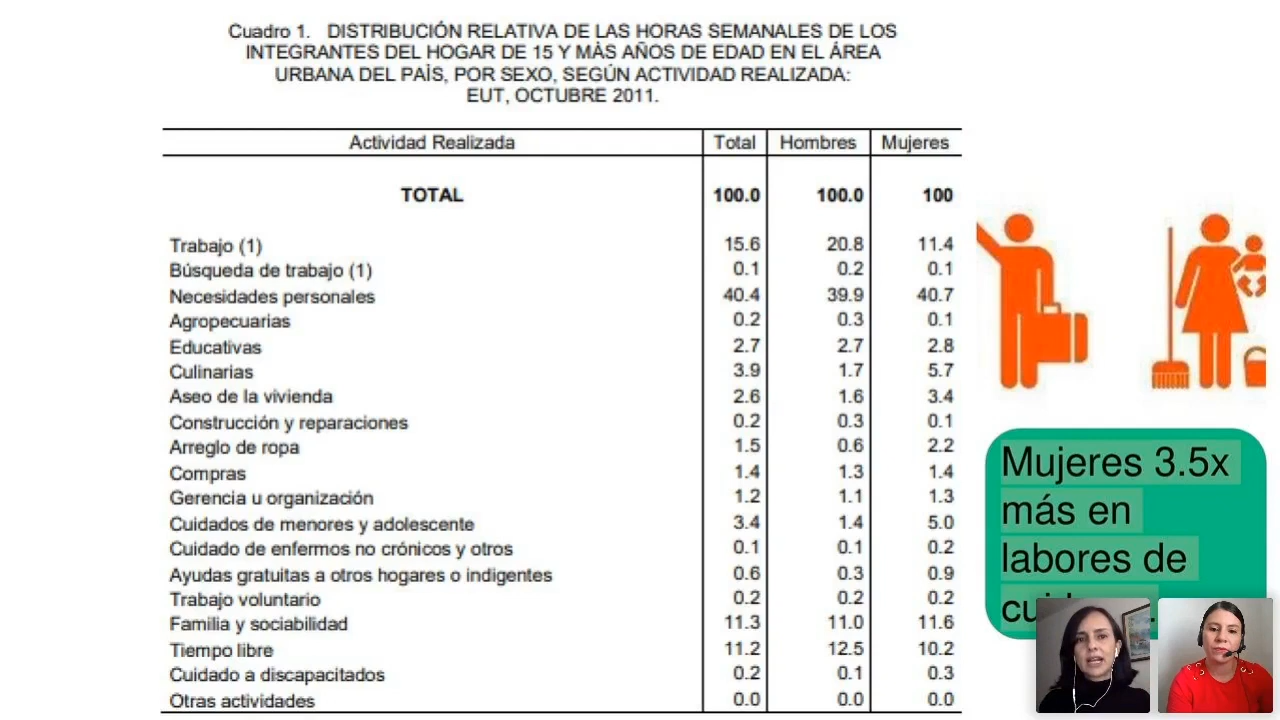 Cuadro 1. DISTRIBUCIÓN RELATIVA DE LAS HORAS SEMANALES DE LOS
INTEGRANTES DEL HOGAR DE 15 Y MÀS AÑOS DE EDAD EN EL ÁREA
URBANA DEL PAÍS, POR SEXO, SEGÚN ACTIVIDAD REALIZADA:
EUT, OCTUBRE 2011.
Actividad Realizada Total Hombres Mujeres
TOTAL 100.0 100.0 100
Trabajo (1) 15.6 20.8 11.4
Búsqueda de trabajo (1) 0.1 0.2 0.1
Necesidades personales 40.4 39.9 40.7
Agropecuarias 0.2 0.3 0.1
Educativas 2.7 2.7 2.8
Culinarias 3.9 1.7 5.7
Aseo de la vivienda 2.6 1.6 3.4
Construcción y reparaciones 0.2 0.3 0.1
Arreglo de ropa 1.5 0.6 2.2
Compras 1.4 1.3 1.4
Gerencia u organización 1.2 1.1 1.3
Cuidados de menores y adolescente 3.4 1.4 5.0
Cuidado de enfermos no crónicos y otros 0.1 0.1 0.2
Ayudas gratuitas a otros hogares o indigentes 0.6 0.3 0.9
Trabajo voluntario 0.2 0.2 0.2
Familia y sociabilidad 11.3 11.0 11.6
Tiempo libre 11.2 12.5 10.2
Cuidado a discapacitados 0.2 0.1 0.3
Otras actividades 0.0 0.0 0.0
Mujeres 3.5x
más en
labores de